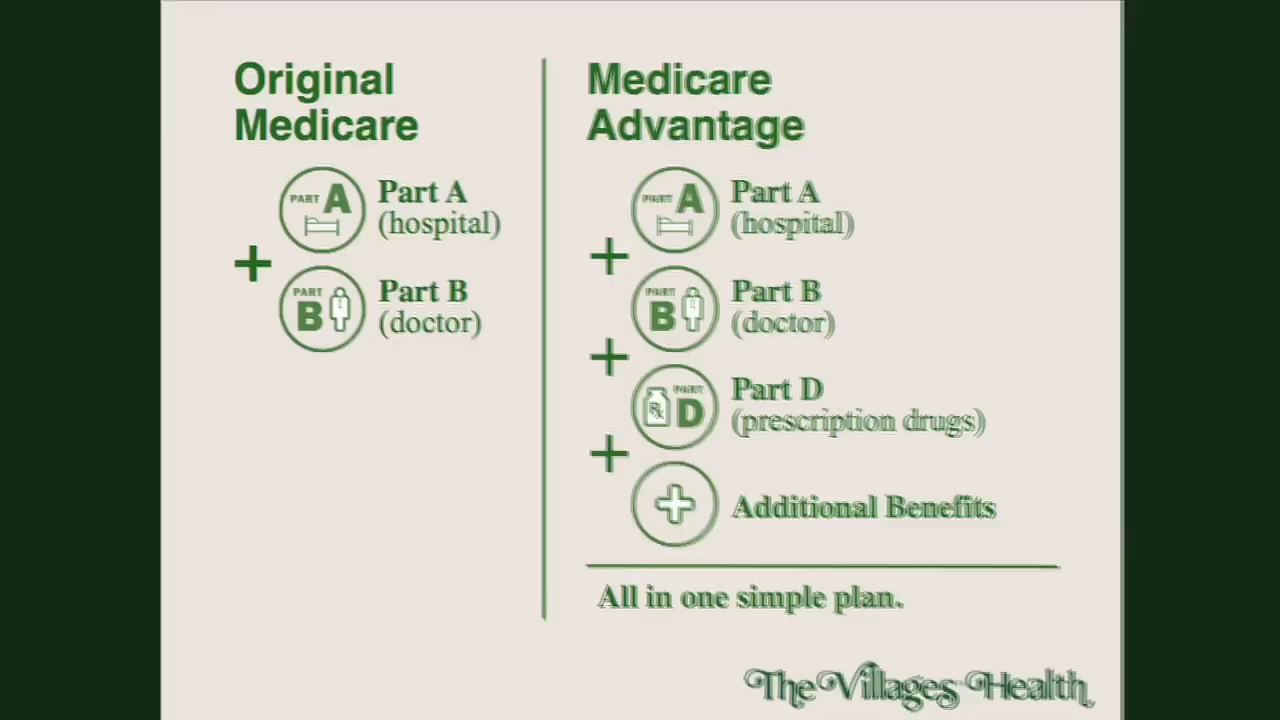 Original
Medicare
PART A
Part A
(hospital)
+
PART B
Part B
(doctor)
Medicare
Advantage
PART A
Part A
(hospital)
+
PART B
Part B
(doctor)
+
PART D
Rx
Part D
(prescription drugs)
+
Additional Benefits
All in one simple plan.
The Villages Health